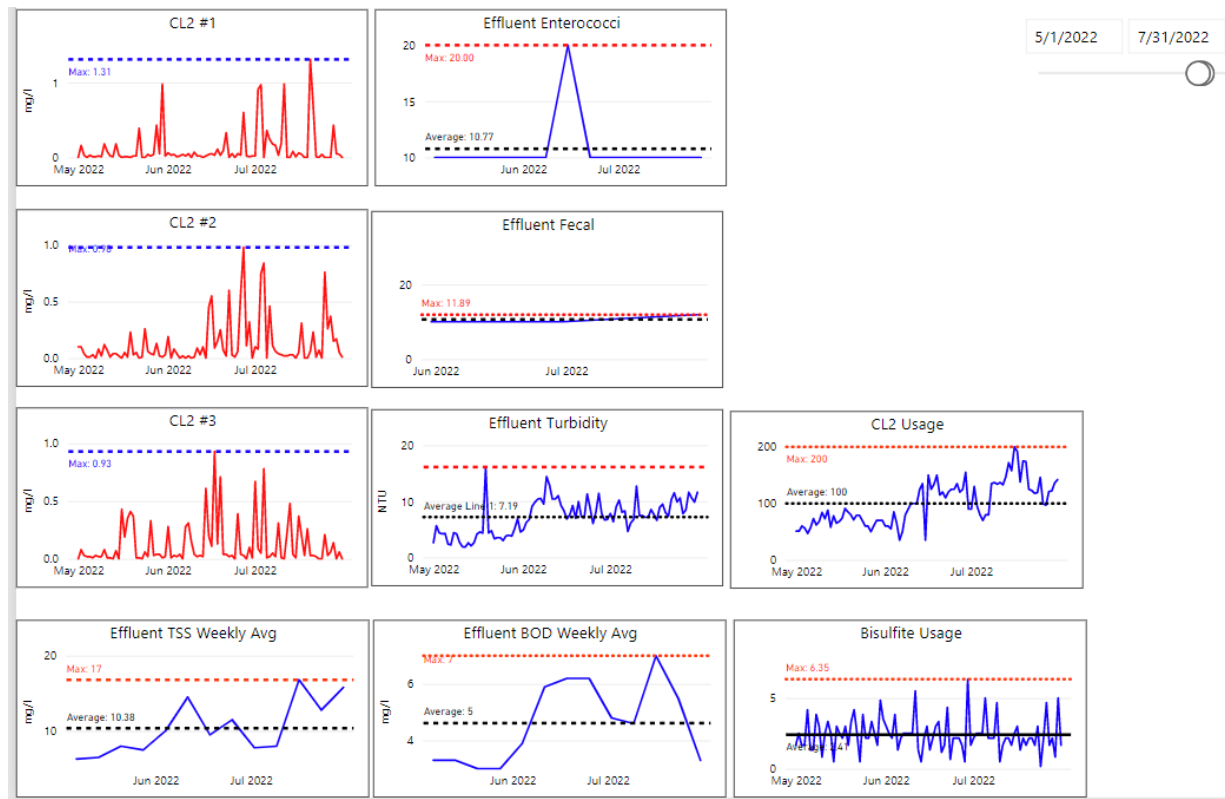 CL2 #1
Max: 1.31
1
mg/l
0
May 2022 Jun 2022 Jul 2022
Effluent Enterococci
20
Max: 20.00
15
Average: 10.77
10
Jun 2022 Jul 2022
5/1/2022 7/31/2022
CL2 #2
1.0
Max: 0.98
mg/l
0.5
0.0
May 2022 Jun 2022 Jul 2022
Effluent Fecal
20
Max: 11.89
0
Jun 2022 Jul 2022
CL2 #3
1.0
Max: 0.93
mg/l
0.5
0.0
May 2022 Jun 2022 Jul 2022
Effluent Turbidity
20
NTU
10
Average Line 1: 7.19
0
May 2022 Jun 2022 Jul 2022
CL2 Usage
200
Max: 200
Average: 100
100
0
May 2022 Jun 2022 Jul 2022
Effluent TSS Weekly Avg
20
Max: 17
mg/l
Average: 10.38
10
Jun 2022 Jul 2022
Effluent BOD Weekly Avg
Max: 7
6
mg/l
Average: 5
4
Jun 2022 Jul 2022
Bisulfite Usage
Max: 6.35
5
Average: 2.41
0
May 2022 Jun 2022 Jul 2022